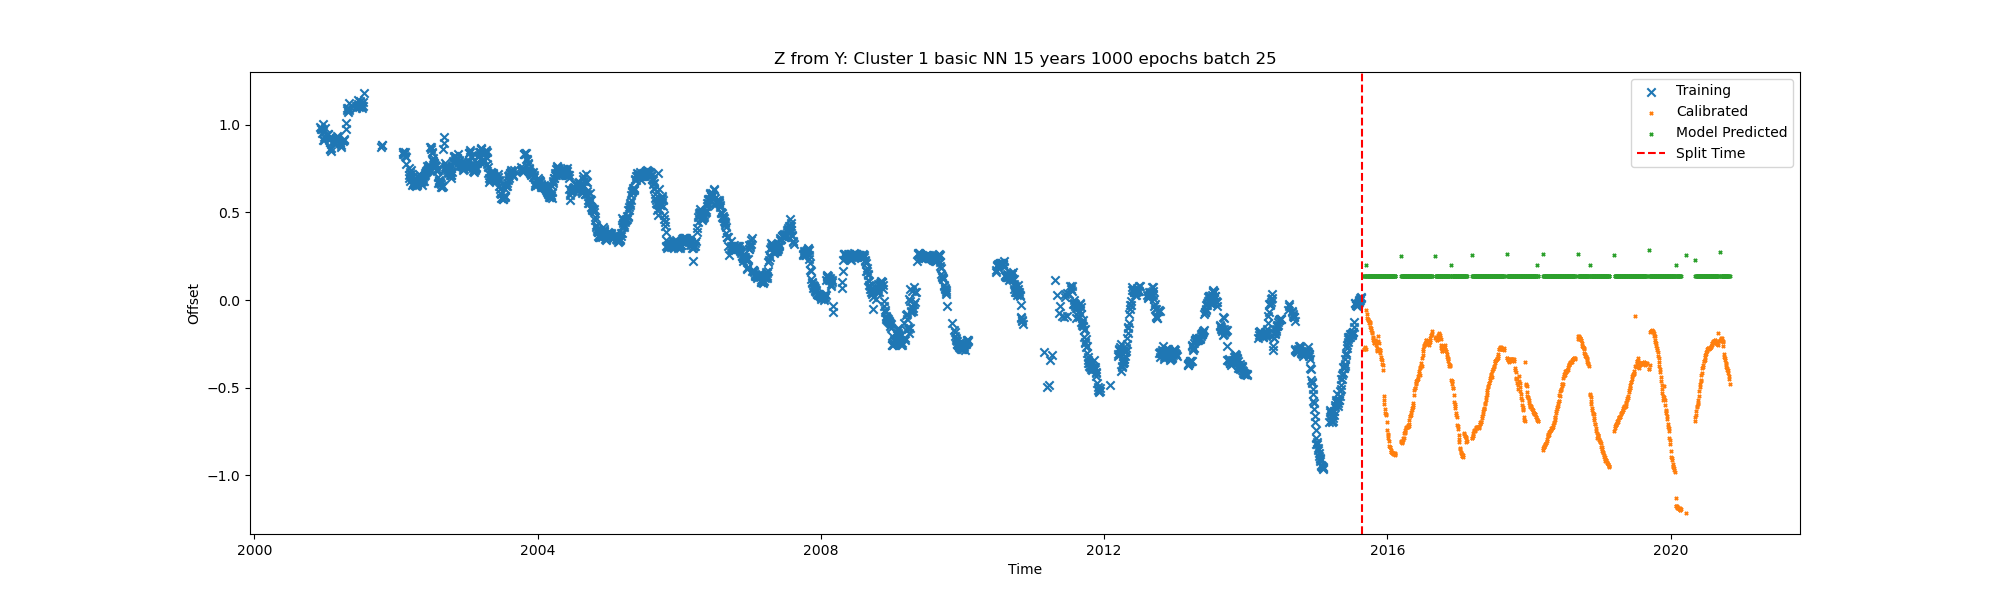 Z from Y: Cluster 1 basic NN 15 years 1000 epochs batch 25
Training
Calibrated
Model Predicted
Split Time
Offset
1.0
0.5
0.0
−0.5
−1.0
2000 2004 2008 2012 2016 2020
Time